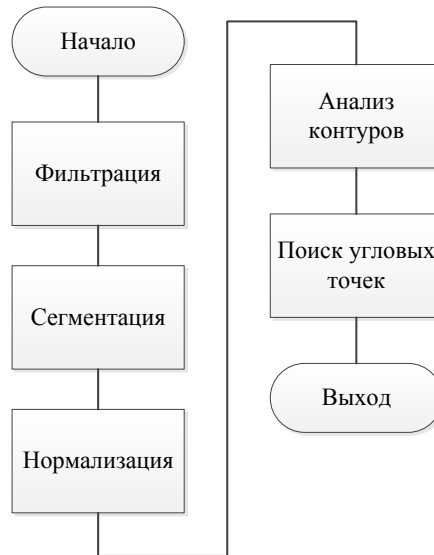 Начало
Фильтрация
Сегментация
Нормализация
Анализ
контуров
Поиск угловых
точек
Выход